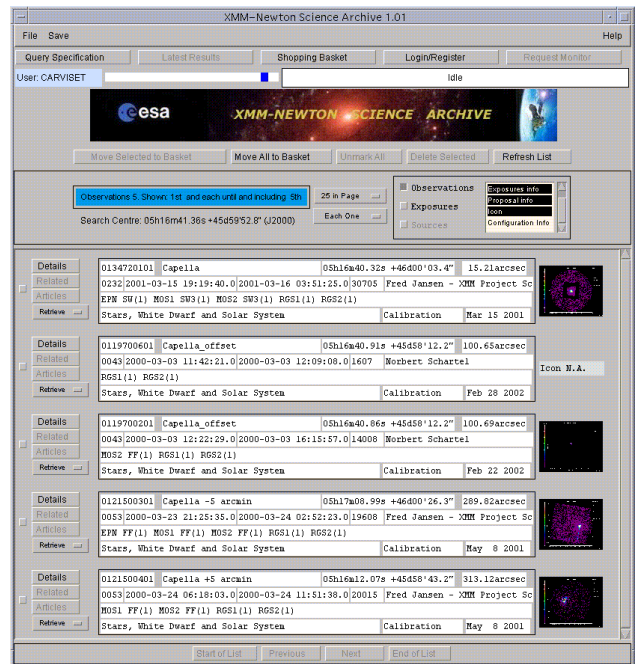 XMM-Newton Science Archive 1.01
File Save Help
Query Specification Latest Results Shopping Basket Login/Register Request Monitor
User: CARVISET Idle
esa XMM-NEWTON SCIENCE ARCHIVE
Move Selected to Basket Move All to Basket Unmark All Delete Selected Refresh List
Observations 5. Shown: 1st and each until and including 5th 25 in Page
Search Centre: 05h16m41.36s +45d59'52.8" (J2000) Each One
Observations
Exposures
Sources
Exposures info
Proposal info
Icon
Configuration Info
Details
Related
Articles
Retrieve
0134720101 Capella 05h16m40.32s +46d00'03.4" 15.21arcsec
0232 2001-03-15 19:19:40.0 2001-03-16 03:51:25.0 30705 Fred Jansen - XMM Project Sc
EPN SW(1) MOS1 SW3(1) MOS2 SW3(1) RGS1(1) RGS2(1)
Stars, White Dwarf and Solar System Calibration Mar 15 2001
Details
Related
Articles
Retrieve
0119700601 Capella_offset 05h16m40.91s +45d58'12.2" 100.65arcsec
0043 2000-03-03 11:42:21.0 2000-03-03 12:09:08.0 1607 Norbert Schartel
RGS1(1) RGS2(1)
Stars, White Dwarf and Solar System Calibration Feb 28 2002
Icon N.A.
Details
Related
Articles
Retrieve
0119700201 Capella_offset 05h16m40.86s +45d58'12.2" 100.69arcsec
0043 2000-03-03 12:22:29.0 2000-03-03 16:15:57.0 14008 Norbert Schartel
MOS2 FF(1) RGS1(1) RGS2(1)
Stars, White Dwarf and Solar System Calibration Feb 22 2002
Details
Related
Articles
Retrieve
0121500301 Capella -5 arcmin 05h17m08.99s +46d00'26.3" 289.82arcsec
0053 2000-03-23 21:25:35.0 2000-03-24 02:52:23.0 19608 Fred Jansen - XMM Project Sc
EPN FF(1) MOS1 FF(1) MOS2 FF(1) RGS1(1) RGS2(1)
Stars, White Dwarf and Solar System Calibration May 8 2001
Details
Related
Articles
Retrieve
0121500401 Capella +5 arcmin 05h16m12.07s +45d58'43.2" 313.12arcsec
0053 2000-03-24 06:18:03.0 2000-03-24 11:51:38.0 20015 Fred Jansen - XMM Project Sc
MOS1 FF(1) MOS2 FF(1) RGS1(1) RGS2(1)
Stars, White Dwarf and Solar System Calibration May 8 2001
Start of List Previous Next End of List